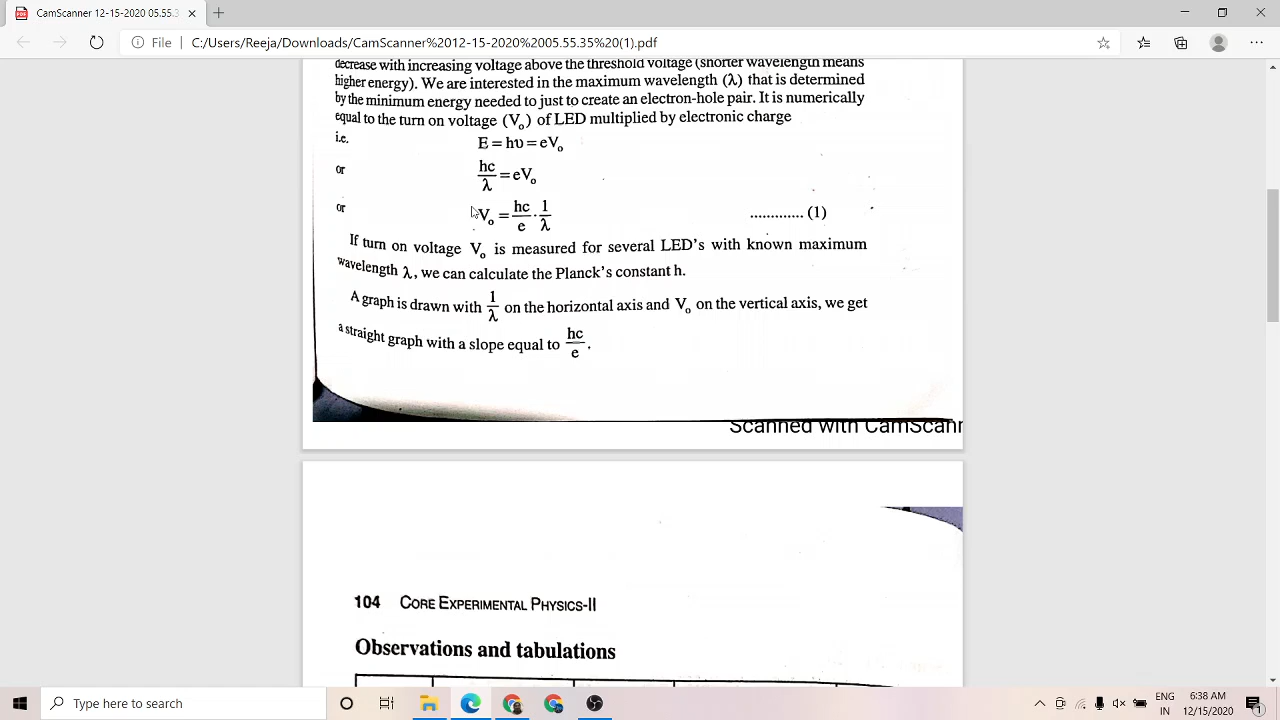 CamScanner 12-15-2020 05.55.3
File C:/Users/Reeja/Downloads/CamScanner%2012-15-2020%2005.55.35%20(1).pdf
decrease with increasing voltage above the threshold voltage (shorter wavelength means
higher energy). We are interested in the maximum wavelength (λ) that is determined
by the minimum energy needed to just to create an electron-hole pair. It is numerically
equal to the turn on voltage (V₀) of LED multiplied by electronic charge
i.e. E = hυ = eV₀
or hc/λ = eV₀
or V₀ = hc/e · 1/λ ............. (1)
If turn on voltage V₀ is measured for several LED's with known maximum
wavelength λ, we can calculate the Planck's constant h.
A graph is drawn with 1/λ on the horizontal axis and V₀ on the vertical axis, we get
a straight graph with a slope equal to hc/e.
Scanned with CamScanr
104 CORE EXPERIMENTAL PHYSICS-II
Observations and tabulations
Type here to search
ENG 6:38 AM
IN 12/15/2020